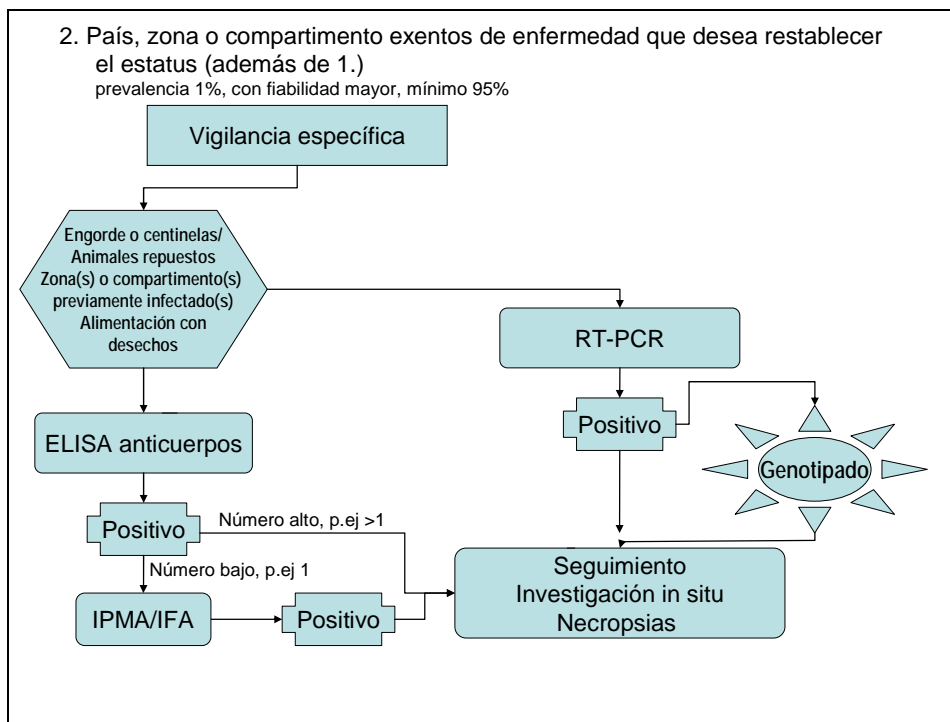 2. País, zona o compartimento exentos de enfermedad que desea restablecer
el estatus (además de 1.)
prevalencia 1%, con fiabilidad mayor, mínimo 95%
Vigilancia específica
Engorde o centinelas/
Animales repuestos
Zona(s) o compartimento(s)
previamente infectado(s)
Alimentación con
desechos
RT-PCR
Positivo
Genotipado
ELISA anticuerpos
Positivo
Número alto, p.ej >1
Número bajo, p.ej 1
IPMA/IFA
Positivo
Seguimiento
Investigación in situ
Necropsias